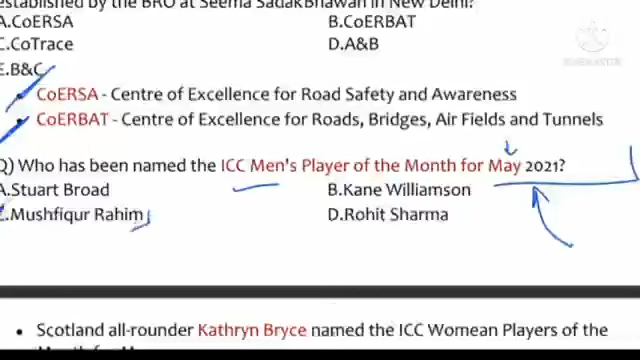 established by the BRO at Seema SadakBhawan in New Delhi?
A.CoERSA B.CoERBAT
C.CoTrace D.A&B
E.B&C
CoERSA - Centre of Excellence for Road Safety and Awareness
CoERBAT - Centre of Excellence for Roads, Bridges, Air Fields and Tunnels
Q) Who has been named the ICC Men's Player of the Month for May 2021?
A.Stuart Broad B.Kane Williamson
C.Mushfiqur Rahim D.Rohit Sharma
• Scotland all-rounder Kathryn Bryce named the ICC Womean Players of the